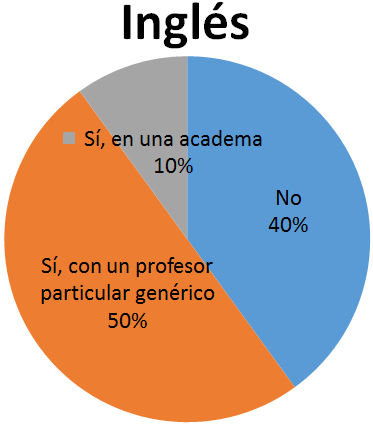 Inglés
Sí, en una academa
10%
No
40%
Sí, con un profesor
particular genérico
50%